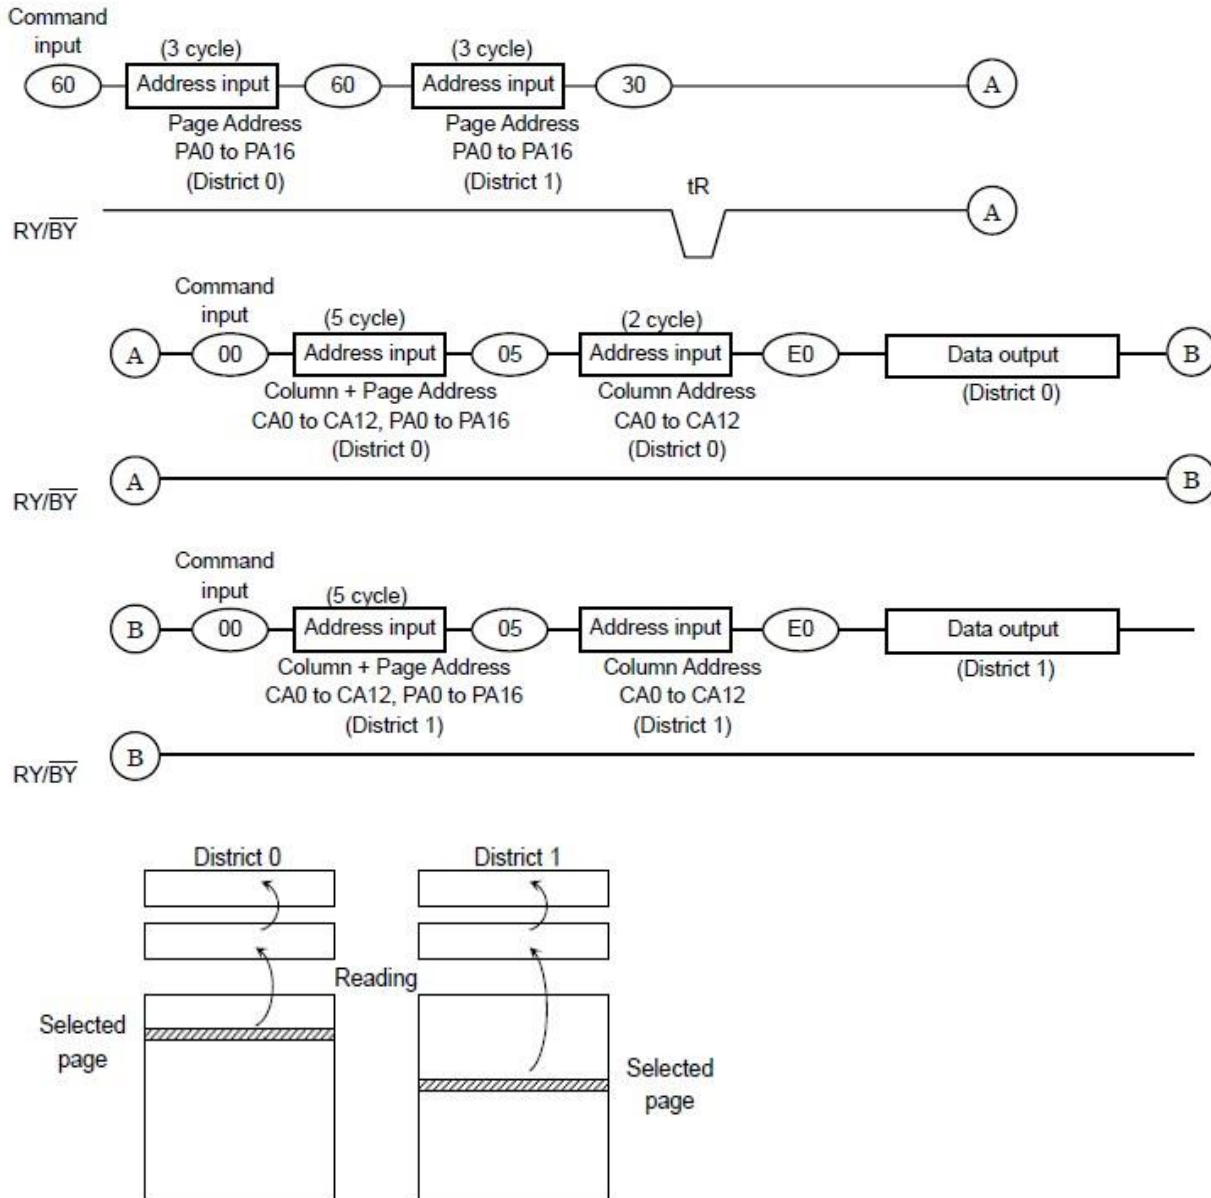 Command
input
(3 cycle)
(3 cycle)
60 Address input 60 Address input 30 A
Page Address
PA0 to PA16
(District 0)
Page Address
PA0 to PA16
(District 1)
tR
RY/BY A
Command
input
(5 cycle)
(2 cycle)
A 00 Address input 05 Address input E0 Data output B
Column + Page Address
CA0 to CA12, PA0 to PA16
(District 0)
Column Address
CA0 to CA12
(District 0)
(District 0)
RY/BY A B
Command
input
(5 cycle)
B 00 Address input 05 Address input E0 Data output
Column + Page Address
CA0 to CA12, PA0 to PA16
(District 1)
Column Address
CA0 to CA12
(District 1)
(District 1)
RY/BY B
District 0
District 1
Reading
Selected
page
Selected
page